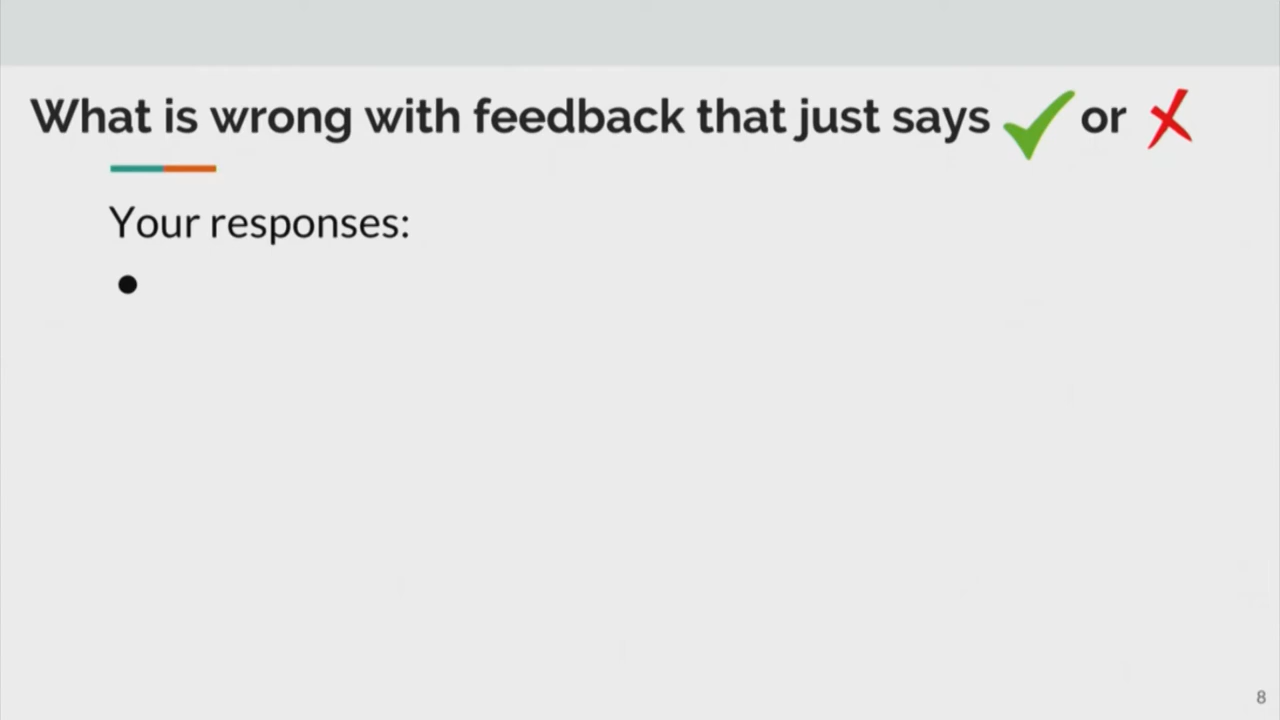 What is wrong with feedback that just says ✓ or ✗
Your responses:
●
8